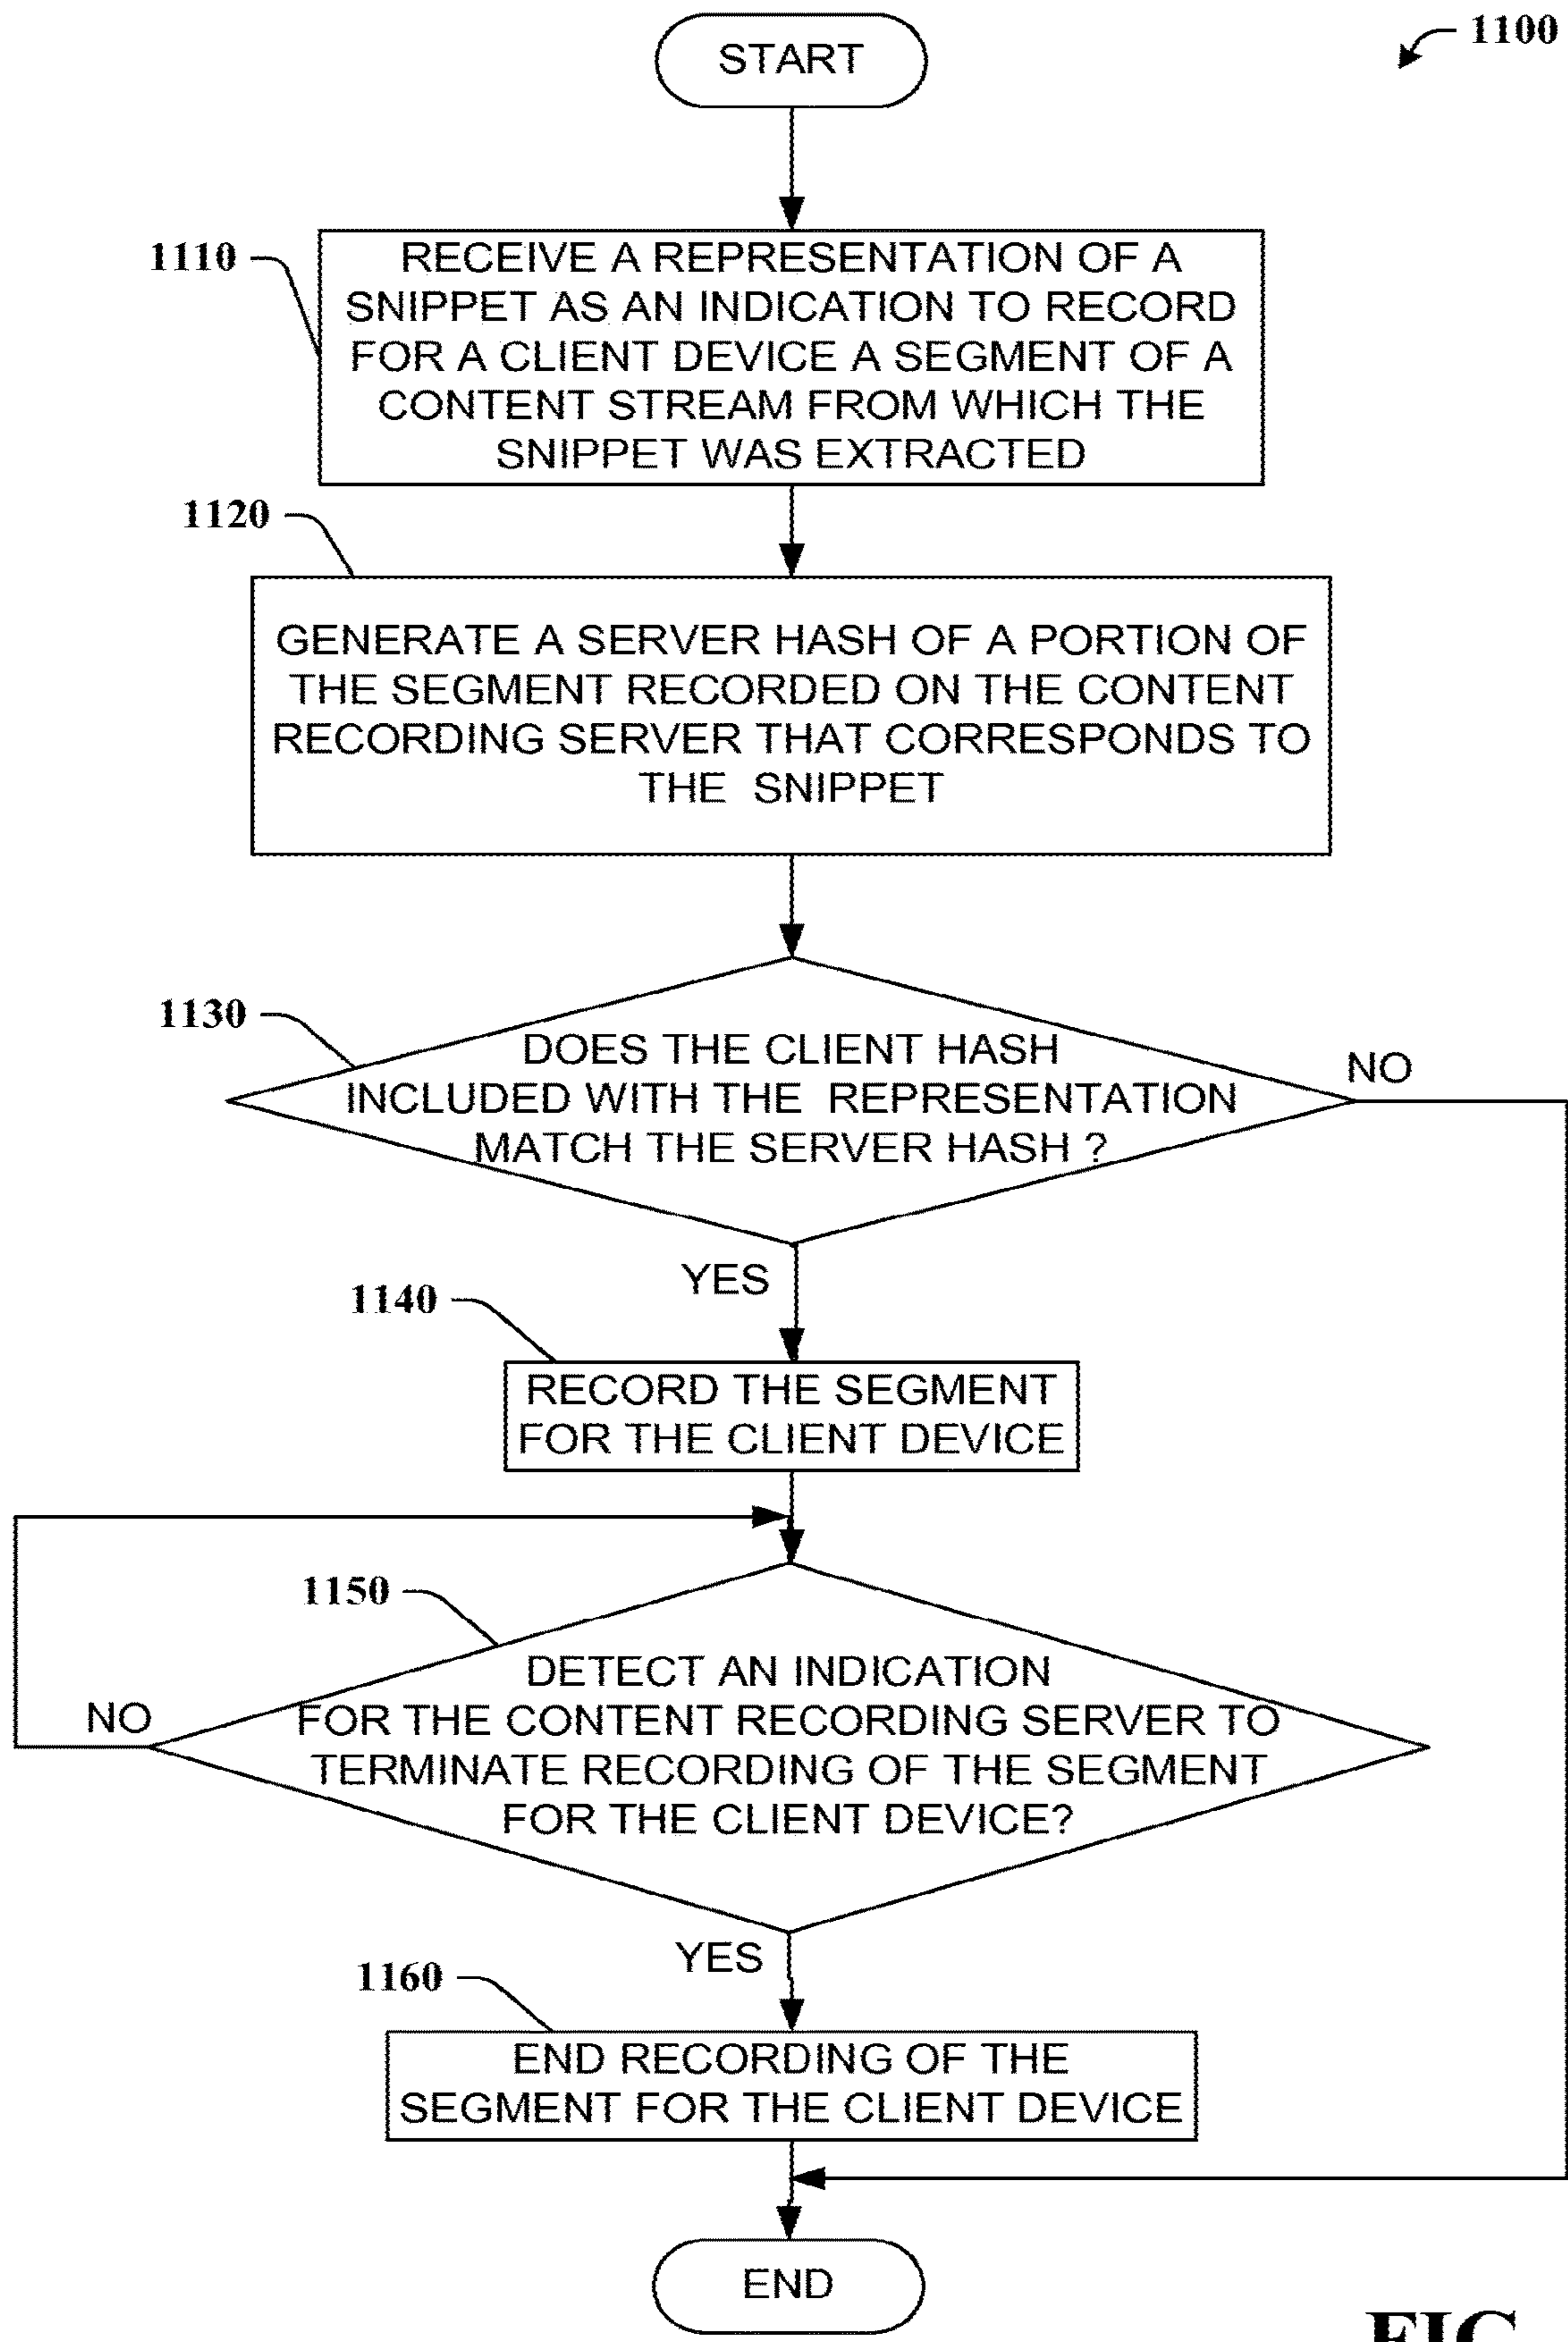 START
1100
1110
RECEIVE A REPRESENTATION OF A
SNIPPET AS AN INDICATION TO RECORD
FOR A CLIENT DEVICE A SEGMENT OF A
CONTENT STREAM FROM WHICH THE
SNIPPET WAS EXTRACTED
1120
GENERATE A SERVER HASH OF A PORTION OF
THE SEGMENT RECORDED ON THE CONTENT
RECORDING SERVER THAT CORRESPONDS TO
THE SNIPPET
1130
DOES THE CLIENT HASH
INCLUDED WITH THE REPRESENTATION
MATCH THE SERVER HASH ?
NO
YES
1140
RECORD THE SEGMENT
FOR THE CLIENT DEVICE
1150
DETECT AN INDICATION
FOR THE CONTENT RECORDING SERVER TO
TERMINATE RECORDING OF THE SEGMENT
FOR THE CLIENT DEVICE?
NO
YES
1160
END RECORDING OF THE
SEGMENT FOR THE CLIENT DEVICE
END